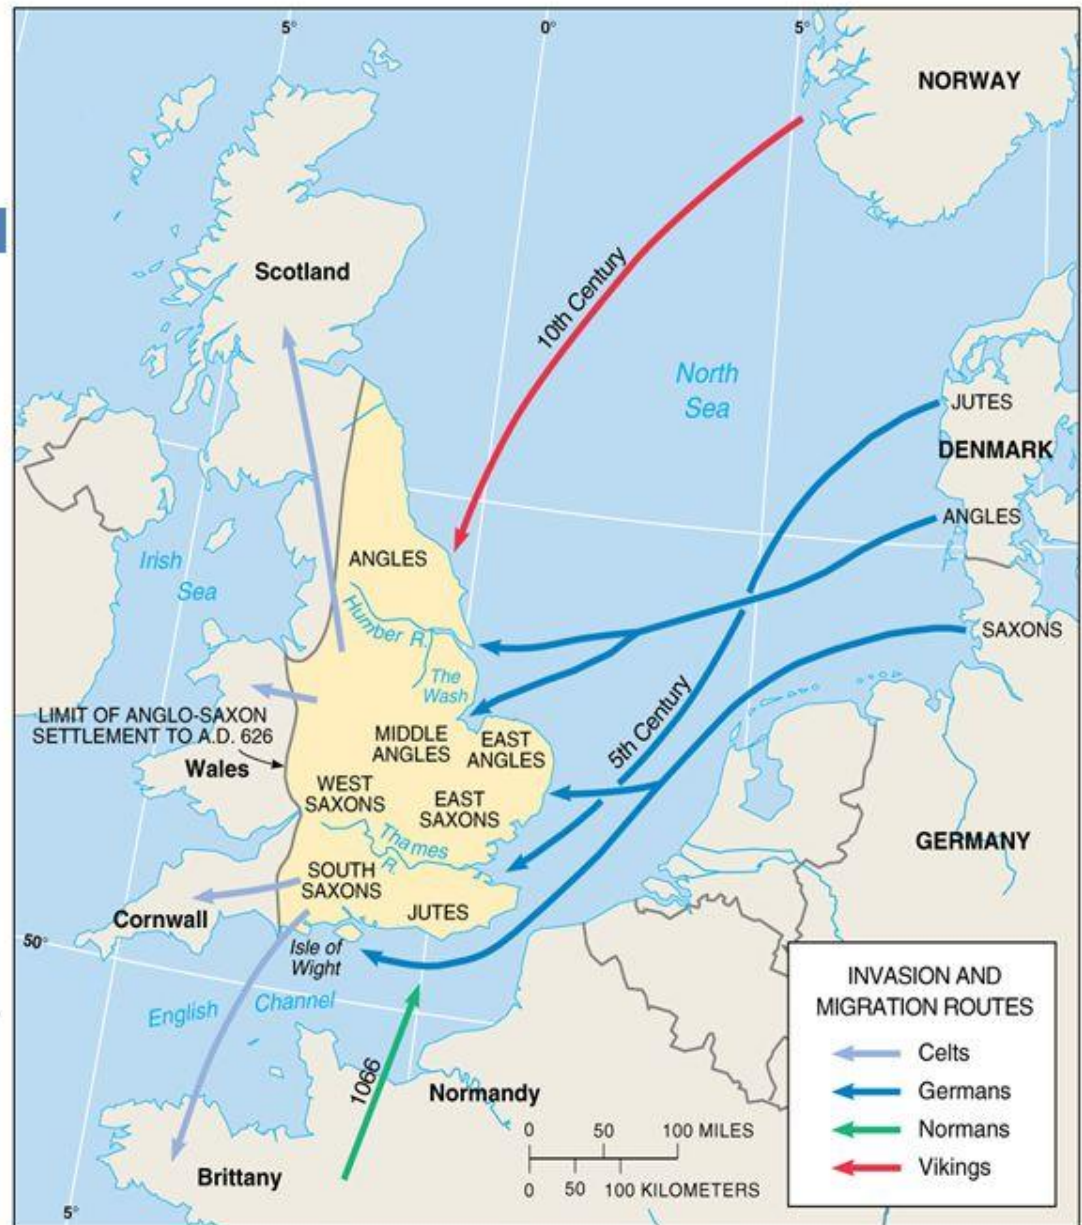 5°
0°
5°
NORWAY
Scotland
10th Century
North
Sea
JUTES
DENMARK
ANGLES
SAXONS
Irish
Sea
ANGLES
Humber R.
The
Wash
5th Century
LIMIT OF ANGLO-SAXON
SETTLEMENT TO A.D. 626
Wales
MIDDLE
ANGLES
EAST
ANGLES
WEST
SAXONS
EAST
SAXONS
Thames
R.
GERMANY
SOUTH
SAXONS
JUTES
Cornwall
50°
Isle of
Wight
English Channel
1066
Normandy
Brittany
5°
0 50 100 MILES
0 50 100 KILOMETERS
INVASION AND
MIGRATION ROUTES
Celts
Germans
Normans
Vikings